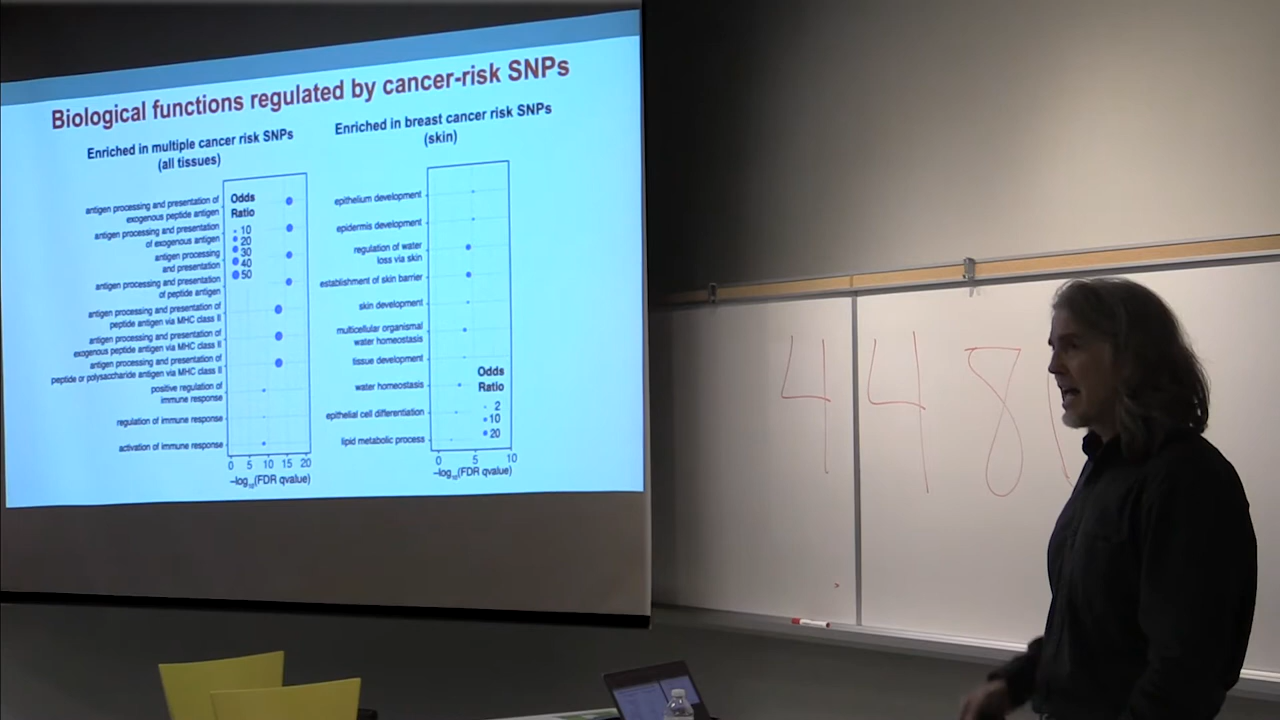 Biological functions regulated by cancer-risk SNPs
Enriched in multiple cancer risk SNPs
(all tissues)
antigen processing and presentation of
exogenous peptide antigen
antigen processing and presentation
of exogenous antigen
antigen processing
and presentation
antigen processing and presentation
of peptide antigen
antigen processing and presentation of
peptide antigen via MHC class II
antigen processing and presentation of
exogenous peptide antigen via MHC class II
antigen processing and presentation of
peptide or polysaccharide antigen via MHC class II
positive regulation of
immune response
regulation of immune response
activation of immune response
Odds
Ratio
10
20
30
40
50
0 5 10 15 20
–log10(FDR qvalue)
Enriched in breast cancer risk SNPs
(skin)
epithelium development
epidermis development
regulation of water
loss via skin
establishment of skin barrier
skin development
multicellular organismal
water homeostasis
tissue development
water homeostasis
epithelial cell differentiation
lipid metabolic process
Odds
Ratio
2
10
20
0 5 10
–log10(FDR qvalue)
4 4 8